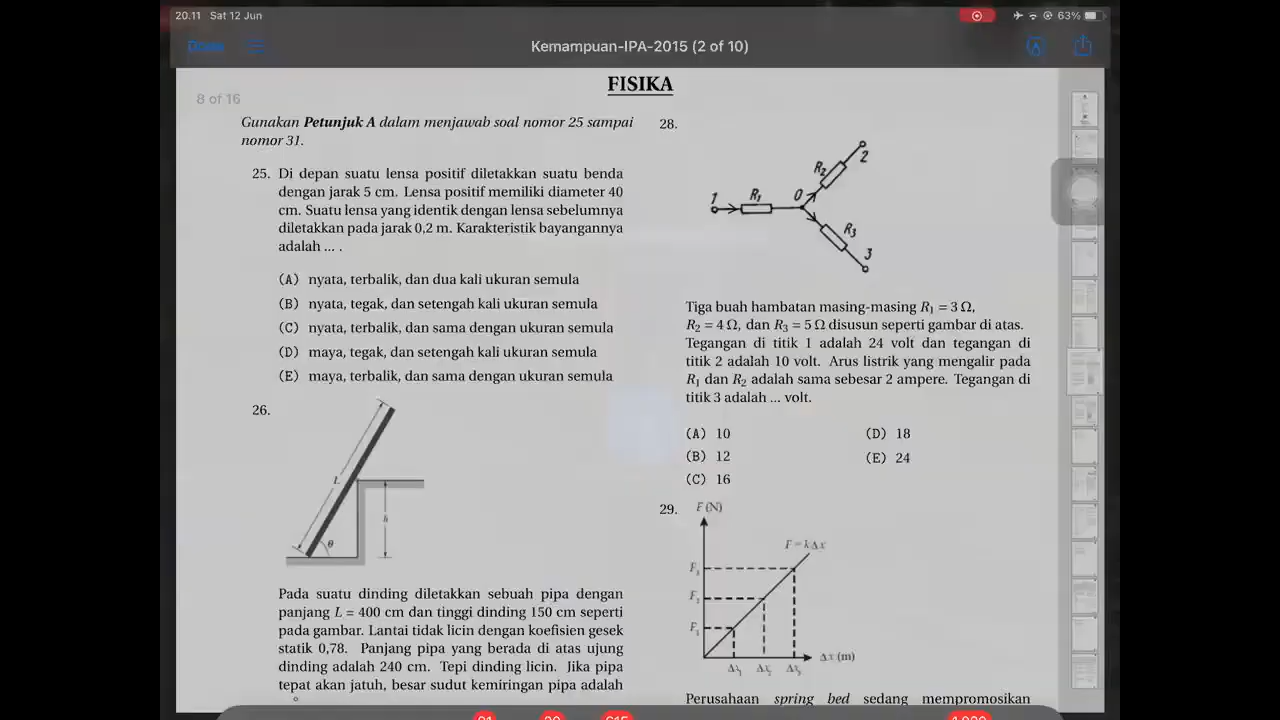 20.11 Sat 12 Jun
63%
Done
Kemampuan-IPA-2015 (2 of 10)
8 of 16
FISIKA
Gunakan Petunjuk A dalam menjawab soal nomor 25 sampai
nomor 31.
25. Di depan suatu lensa positif diletakkan suatu benda
dengan jarak 5 cm. Lensa positif memiliki diameter 40
cm. Suatu lensa yang identik dengan lensa sebelumnya
diletakkan pada jarak 0,2 m. Karakteristik bayangannya
adalah ... .
(A) nyata, terbalik, dan dua kali ukuran semula
(B) nyata, tegak, dan setengah kali ukuran semula
(C) nyata, terbalik, dan sama dengan ukuran semula
(D) maya, tegak, dan setengah kali ukuran semula
(E) maya, terbalik, dan sama dengan ukuran semula
26.
L
h
θ
Pada suatu dinding diletakkan sebuah pipa dengan
panjang L = 400 cm dan tinggi dinding 150 cm seperti
pada gambar. Lantai tidak licin dengan koefisien gesek
statik 0,78. Panjang pipa yang berada di atas ujung
dinding adalah 240 cm. Tepi dinding licin. Jika pipa
tepat akan jatuh, besar sudut kemiringan pipa adalah
28.
1 R₁ 0 R₂ 2
R₃ 3
Tiga buah hambatan masing-masing R₁ = 3 Ω,
R₂ = 4 Ω, dan R₃ = 5 Ω disusun seperti gambar di atas.
Tegangan di titik 1 adalah 24 volt dan tegangan di
titik 2 adalah 10 volt. Arus listrik yang mengalir pada
R₁ dan R₂ adalah sama sebesar 2 ampere. Tegangan di
titik 3 adalah ... volt.
(A) 10
(B) 12
(C) 16
(D) 18
(E) 24
29.
F (N)
F = kΔx
F₃
F₂
F₁
Δx₁ Δx₂ Δx₃ Δx (m)
Perusahaan spring bed sedang mempromosikan